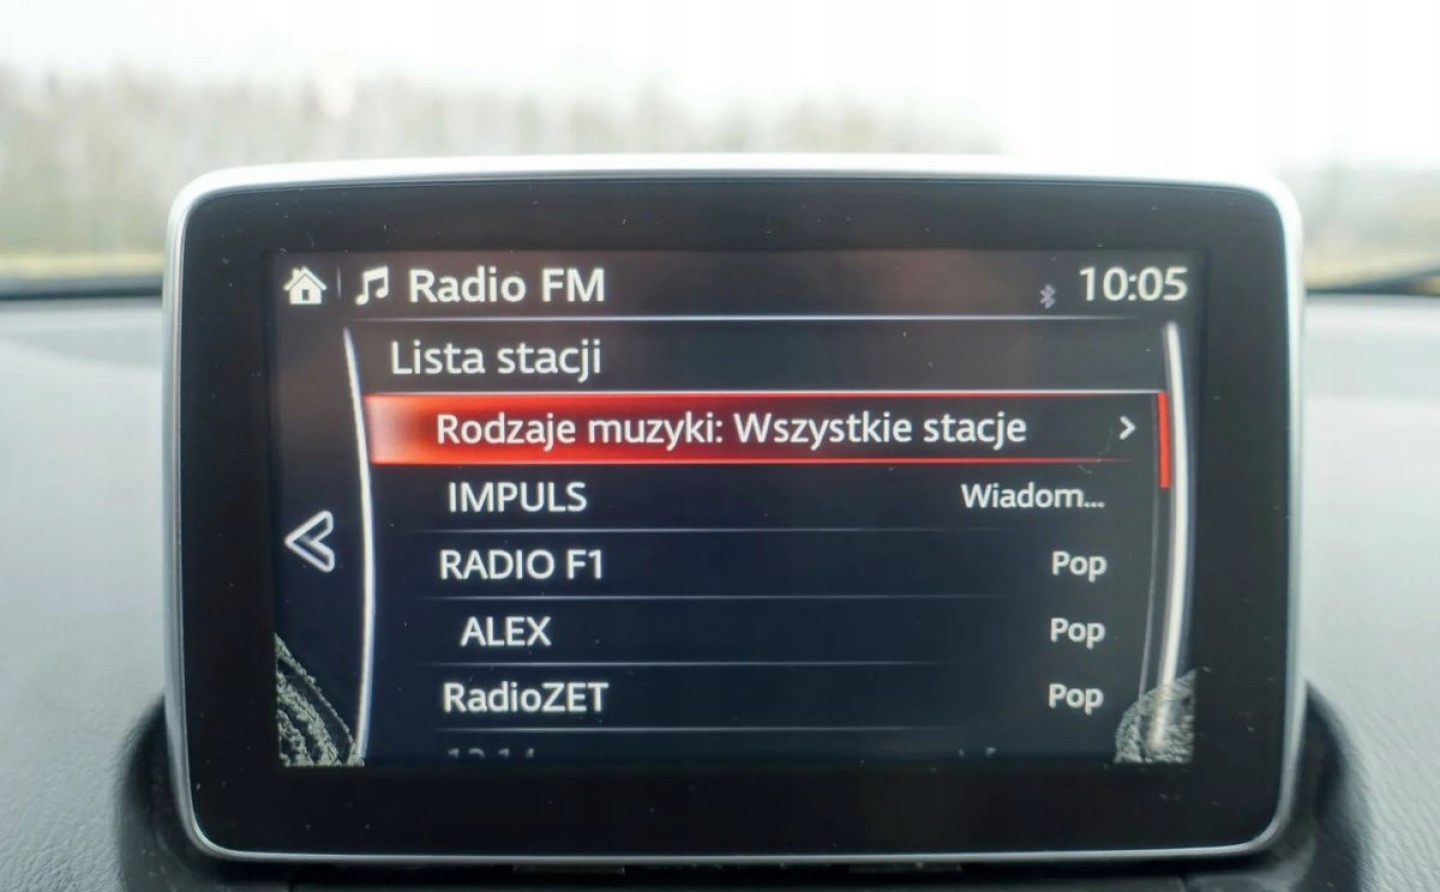 Radio FM 10:05
Lista stacji
Rodzaje muzyki: Wszystkie stacje
IMPULS Wiadom...
RADIO F1 Pop
ALEX Pop
RadioZET Pop